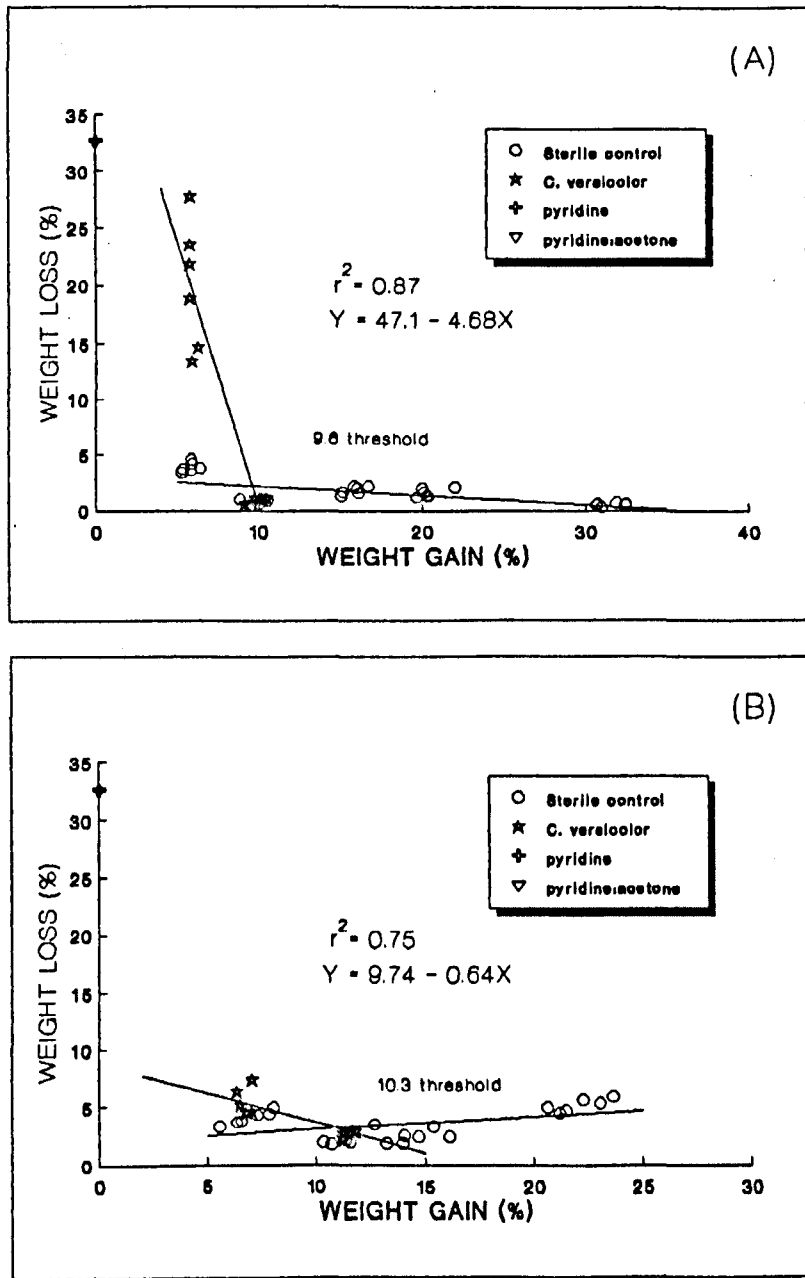 (A)
35
30
25
20
15
10
5
0
WEIGHT LOSS (%)
Sterile control
C. versicolor
pyridine
pyridine:acetone
r² = 0.87
Y = 47.1 - 4.68X
9.6 threshold
0 10 20 30 40
WEIGHT GAIN (%)
(B)
35
30
25
20
15
10
5
0
WEIGHT LOSS (%)
Sterile control
C. versicolor
pyridine
pyridine:acetone
r² = 0.75
Y = 9.74 - 0.64X
10.3 threshold
0 5 10 15 20 25 30
WEIGHT GAIN (%)